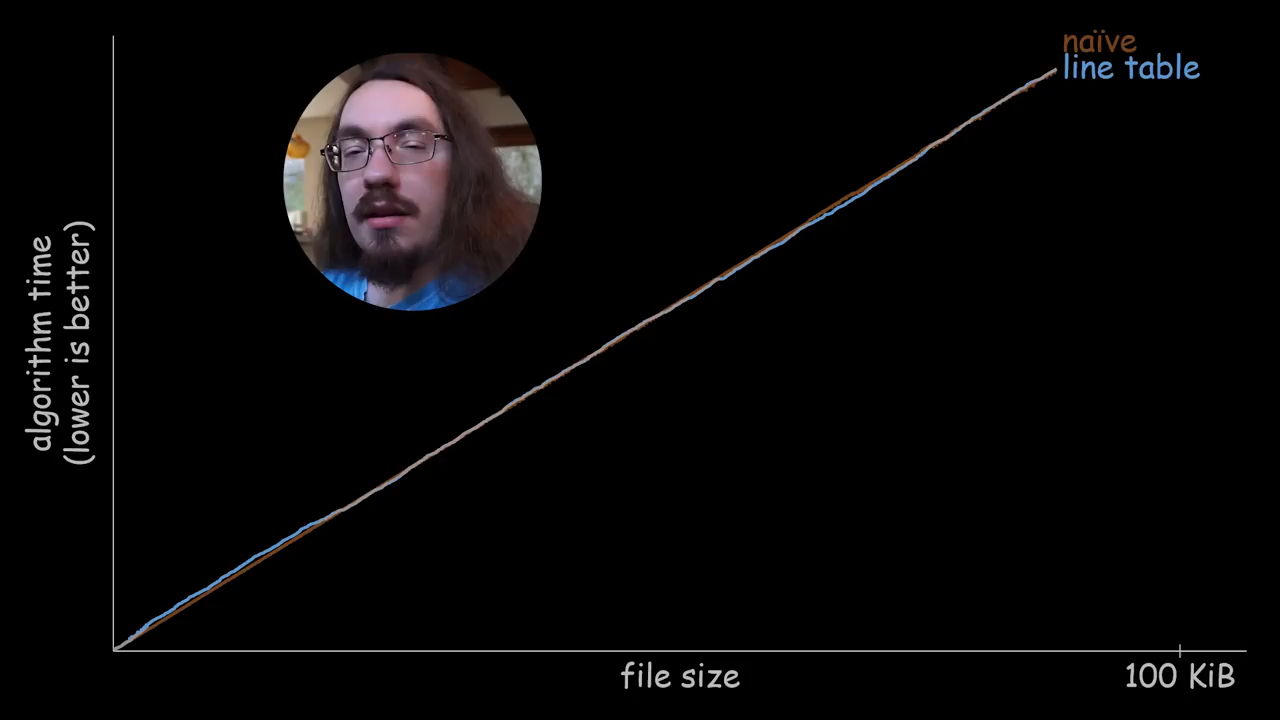 naïve
line table
algorithm time
(lower is better)
file size
100 KiB